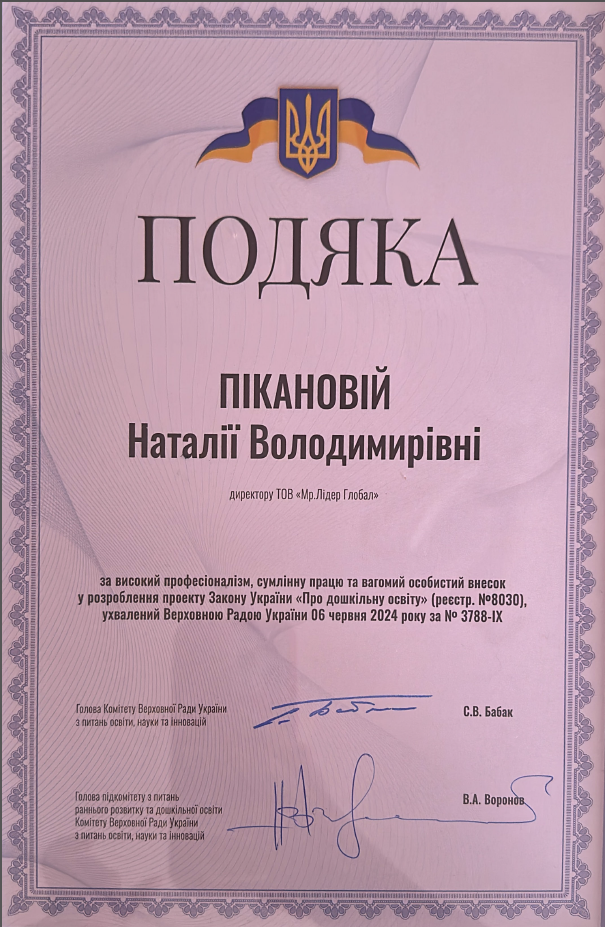 ПОДЯКА
ПІКАНОВІЙ
Наталії Володимирівні
директору ТОВ «Мр.Лідер Глобал»
за високий професіоналізм, сумлінну працю та вагомий особистий внесок
у розроблення проекту Закону України «Про дошкільну освіту» (реєстр. №8030),
ухвалений Верховною Радою України 06 червня 2024 року за № 3788-IX
Голова Комітету Верховної Ради України
з питань освіти, науки та інновацій
С.В. Бабак
Голова підкомітету з питань
раннього розвитку та дошкільної освіти
Комітету Верховної Ради України
з питань освіти, науки та інновацій
В.А. Воронов